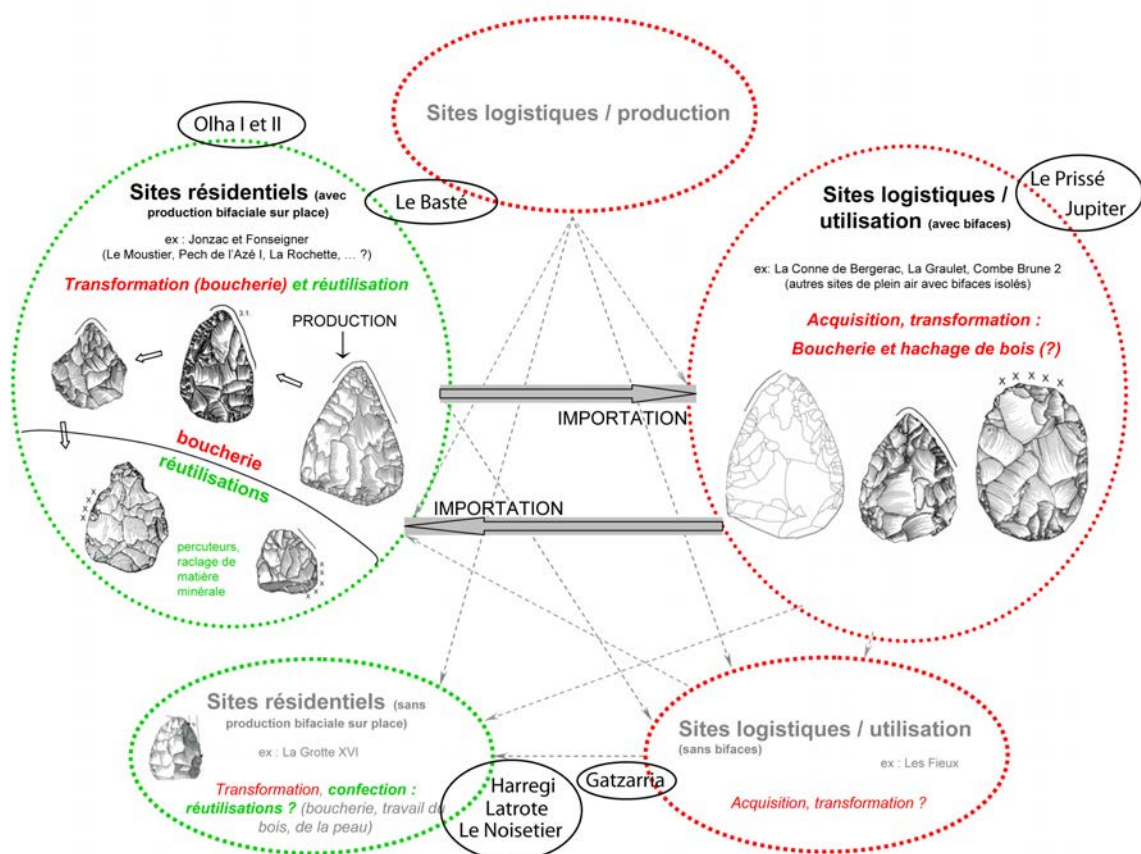 Sites logistiques / production
Olha I et II
Sites résidentiels (avec
production bifaciale sur place)
ex : Jonzac et Fonseigner
(Le Moustier, Pech de l'Azé I, La Rochette, ... ?)
Transformation (boucherie) et réutilisation
3.1.
PRODUCTION
boucherie
réutilisations
x
x
x
x
percuteurs,
raclage de
matière
minérale
x
x
x
x
Le Basté
IMPORTATION
IMPORTATION
Le Prissé
Jupiter
Sites logistiques /
utilisation (avec bifaces)
ex: La Conne de Bergerac, La Graulet, Combe Brune 2
(autres sites de plein air avec bifaces isolés)
Acquisition, transformation :
Boucherie et hachage de bois (?)
x x x x x
Sites résidentiels (sans
production bifaciale sur place)
ex : La Grotte XVI
Transformation, confection :
réutilisations ? (boucherie, travail du
bois, de la peau)
Harregi
Latrote
Le Noisetier
Gatzarria
Sites logistiques / utilisation
(sans bifaces)
ex : Les Fieux
Acquisition, transformation ?